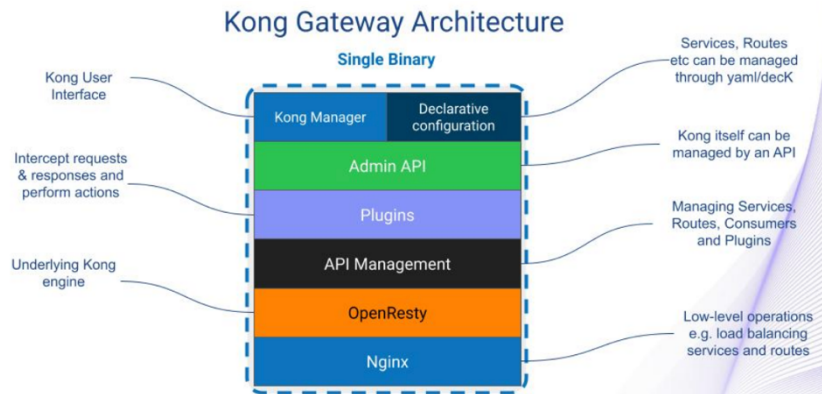 Kong Gateway Architecture
Single Binary
Kong User
Interface
Services, Routes
etc can be managed
through yaml/decK
Kong Manager
Declarative
configuration
Intercept requests
& responses and
perform actions
Admin API
Kong itself can be
managed by an API
Plugins
Managing Services,
Routes, Consumers
and Plugins
API Management
Underlying Kong
engine
OpenResty
Low-level operations
e.g. load balancing
services and routes
Nginx